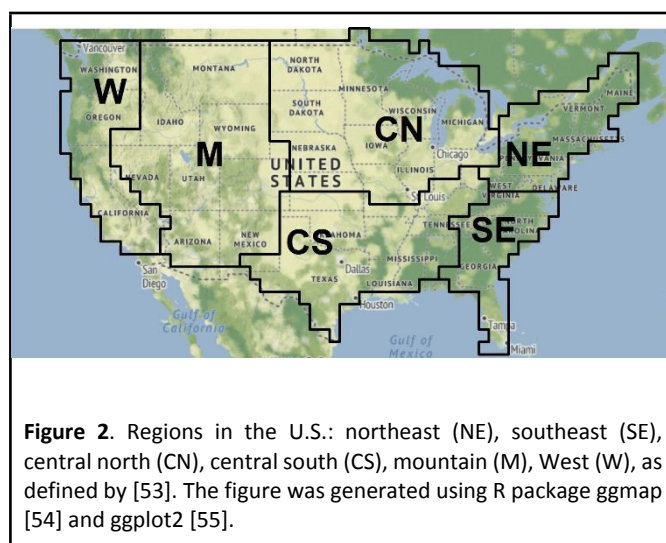 Vancouver
WASHINGTON
W
OREGON
MONTANA
NORTH
DAKOTA
MINNESOTA
SOUTH
DAKOTA
IDAHO
WYOMING
M
WISCONSIN
CN
MICHIGAN
IOWA
Chicago
NEBRASKA
UNITED
STATES
ILLINOIS
VERMONT
MAINE
MASSACHUSETTS
NE
PENNSYLVANIA
NEVADA
UTAH
CALIFORNIA
St. Louis
WEST
VIRGINIA
DELAWARE
ARIZONA
NEW
MEXICO
CS
OKLAHOMA
TENNESSEE
SE
NORTH
CAROLINA
San
Diego
TEXAS
Dallas
MISSISSIPPI
LOUISIANA
GEORGIA
Houston
Gulf of
California
Gulf of
Mexico
Tampa
Miami
Figure 2. Regions in the U.S.: northeast (NE), southeast (SE),
central north (CN), central south (CS), mountain (M), West (W), as
defined by [53]. The figure was generated using R package ggmap
[54] and ggplot2 [55].